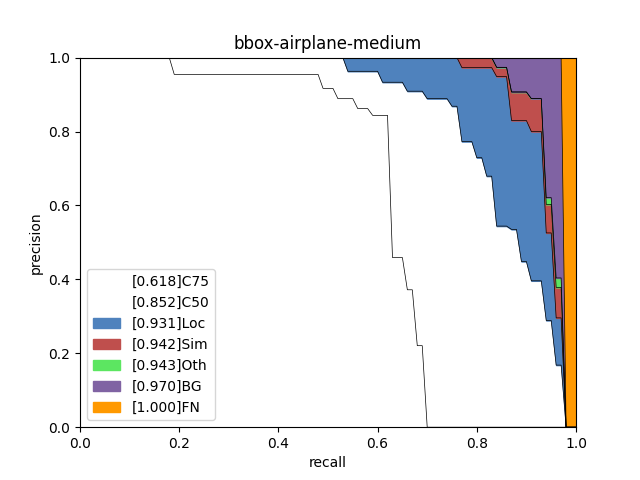 bbox-airplane-medium
1.0
0.8
0.6
0.4
0.2
0.0
precision
[0.618]C75
[0.852]C50
[0.931]Loc
[0.942]Sim
[0.943]Oth
[0.970]BG
[1.000]FN
0.0 0.2 0.4 0.6 0.8 1.0
recall